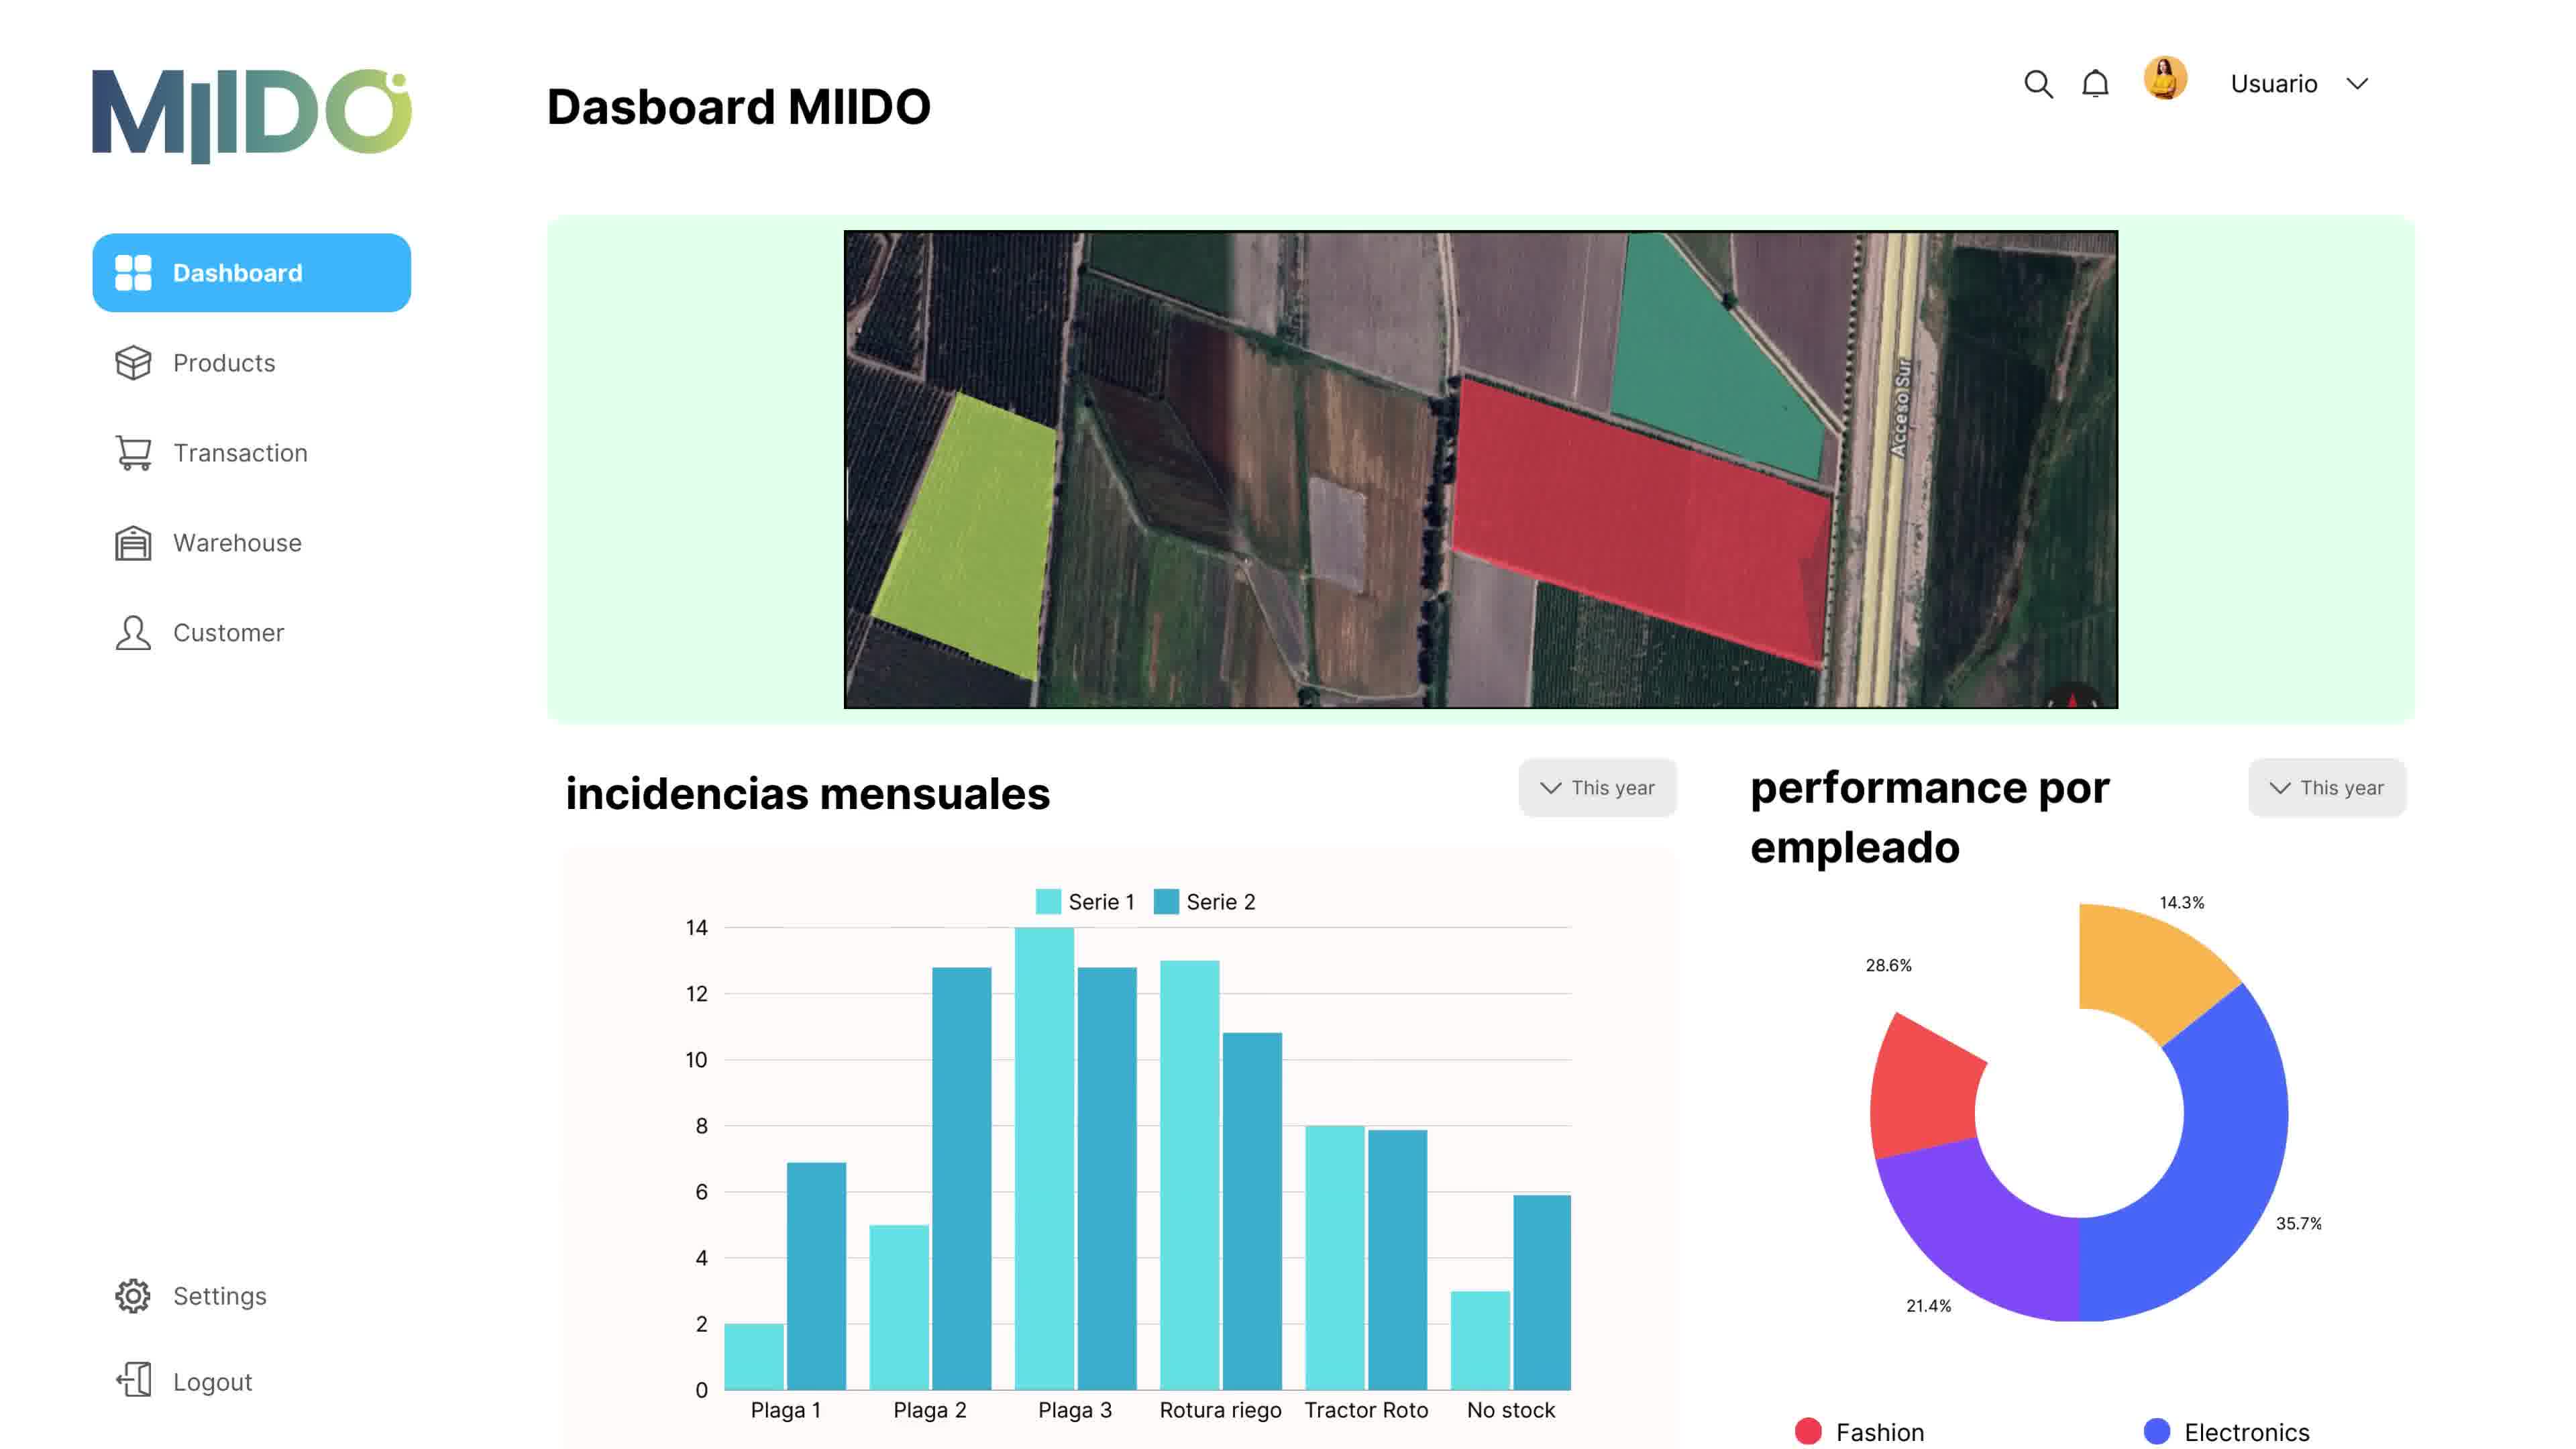 MIIDO
Dasboard MIIDO
Usuario
Dashboard
Products
Transaction
Warehouse
Customer
Settings
Logout
Acceso Sur
incidencias mensuales
This year
Serie 1 Serie 2
14
12
10
8
6
4
2
0
Plaga 1 Plaga 2 Plaga 3 Rotura riego Tractor Roto No stock
performance por
empleado
This year
14.3%
28.6%
35.7%
21.4%
Fashion Electronics